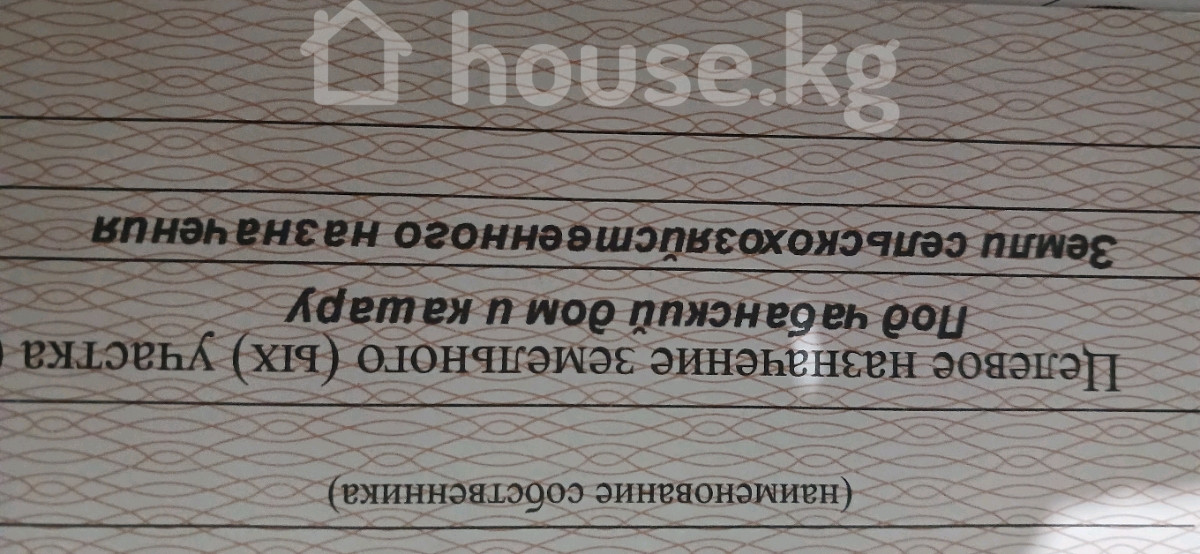 (наименование собственника)
Целевое назначение земельного (ых) участка (
Под чабанский дом и кашару
Земли сельскохозяйственного назначения
house.kg